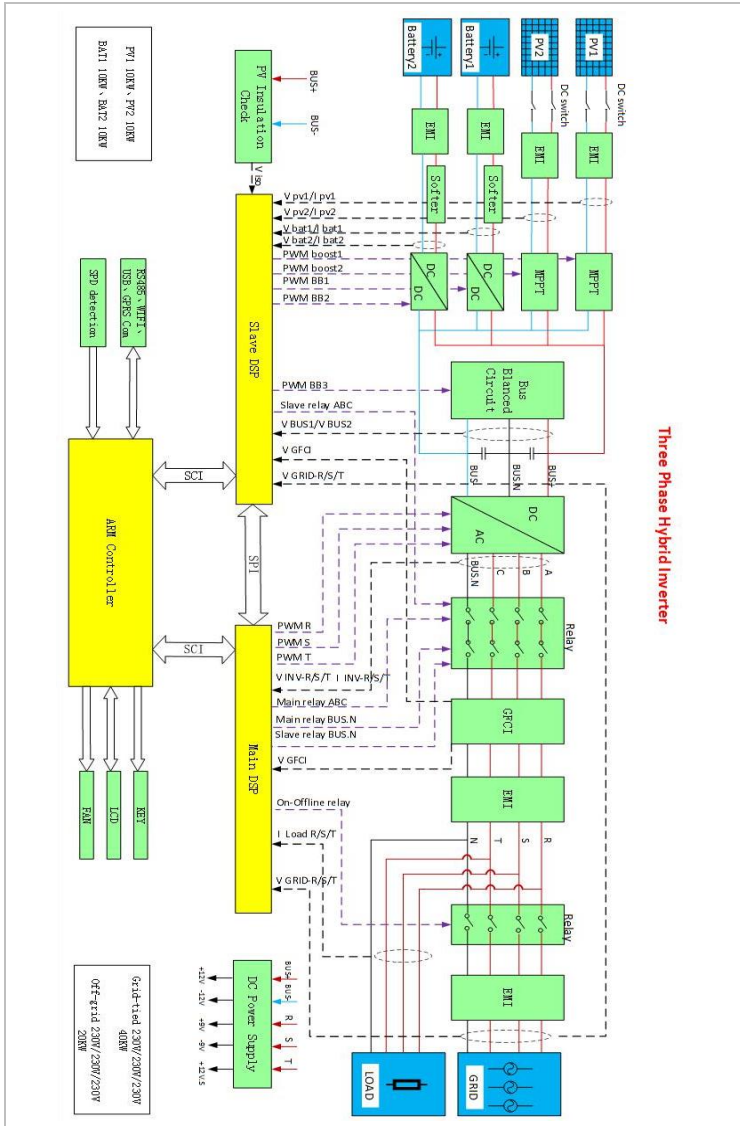 Three Phase Hybrid Inverter
PV1
PV2
Battery1
Battery2
DC switch
DC switch
EMI
EMI
EMI
EMI
Softer
Softer
MPPT
MPPT
DC
DC
DC
DC
Bus
Blanced
Circuit
BUS+
BUS.N
BUS-
DC
AC
A
B
C
BUS.N
Relay
GFCI
EMI
R
S
T
N
Relay
EMI
GRID
LOAD
BUS+
BUS-
PV Insulation
Check
V iso
V pv1/I pv1
V pv2/I pv2
V bat1/I bat1
V bat2/I bat2
PWM boost1
PWM boost2
PWM BB1
PWM BB2
PWM BB3
Slave relay ABC
V BUS1/V BUS2
V GFCI
V GRID-R/S/T
Slave DSP
SPI
PWM R
PWM S
PWM T
V INV-R/S/T
I INV-R/S/T
Main relay ABC
Main relay BUS.N
Slave relay BUS.N
V GFCI
On-Offline relay
I Load R/S/T
V GRID-R/S/T
Main DSP
BUS+
BUS-
R
S
T
DC Power Supply
+12V
-12V
+9V
-9V
+12V.S
SCI
SCI
RS485、WIFI、
USB、GPRS Com
SPD detection
ARM Controller
KEY
LCD
FAN
PV1 10KW、PV2 10KW
BAT1 10KW、BAT2 10KW
Grid-tied 230V/230V/230V
40KW
Off-grid 230V/230V/230V
20KW